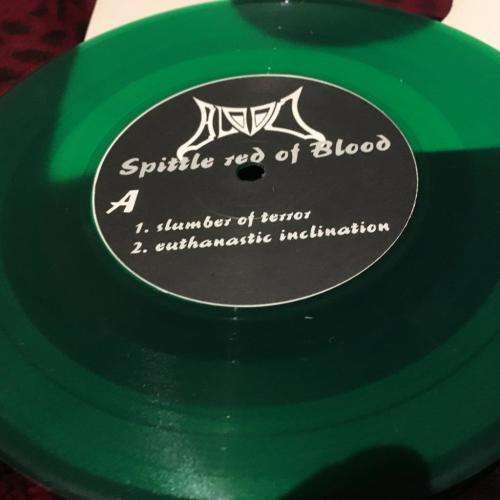 BLOOD
Spittle red of Blood
A
1. slumber of terror
2. euthanastic inclination